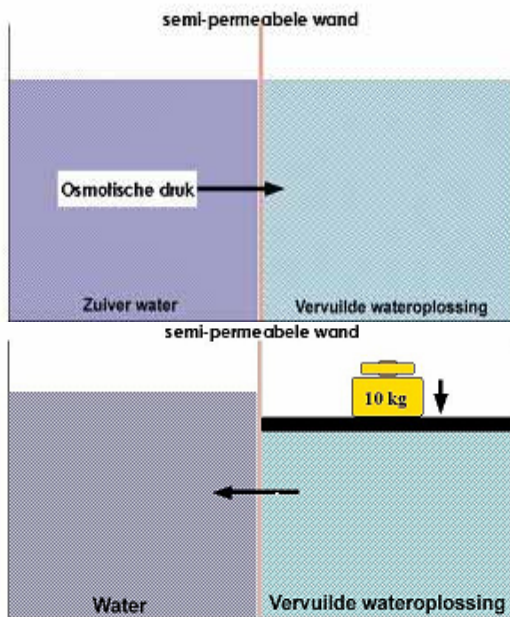 semi-permeabele wand
Osmotische druk
Zuiver water
Vervuilde wateroplossing
semi-permeabele wand
10 kg
Water
Vervuilde wateroplossing